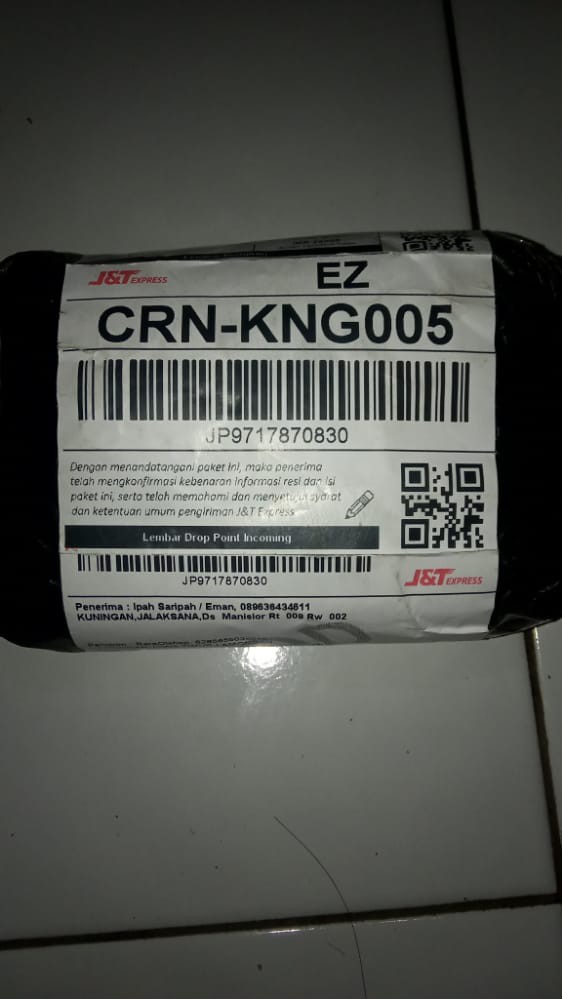 J&T EXPRESS
EZ
CRN-KNG005
JP9717870830
Dengan menandatangani paket ini, maka penerima
telah mengkonfirmasi kebenaran informasi resi dan isi
paket ini, serta telah memahami dan menyetujui syarat
dan ketentuan umum pengiriman J&T Express
Lembar Drop Point Incoming
JP9717870830
J&T EXPRESS
Penerima : Ipah Saripah / Eman, 089636434611
KUNINGAN,JALAKSANA,Ds Manislor Rt Rw 002